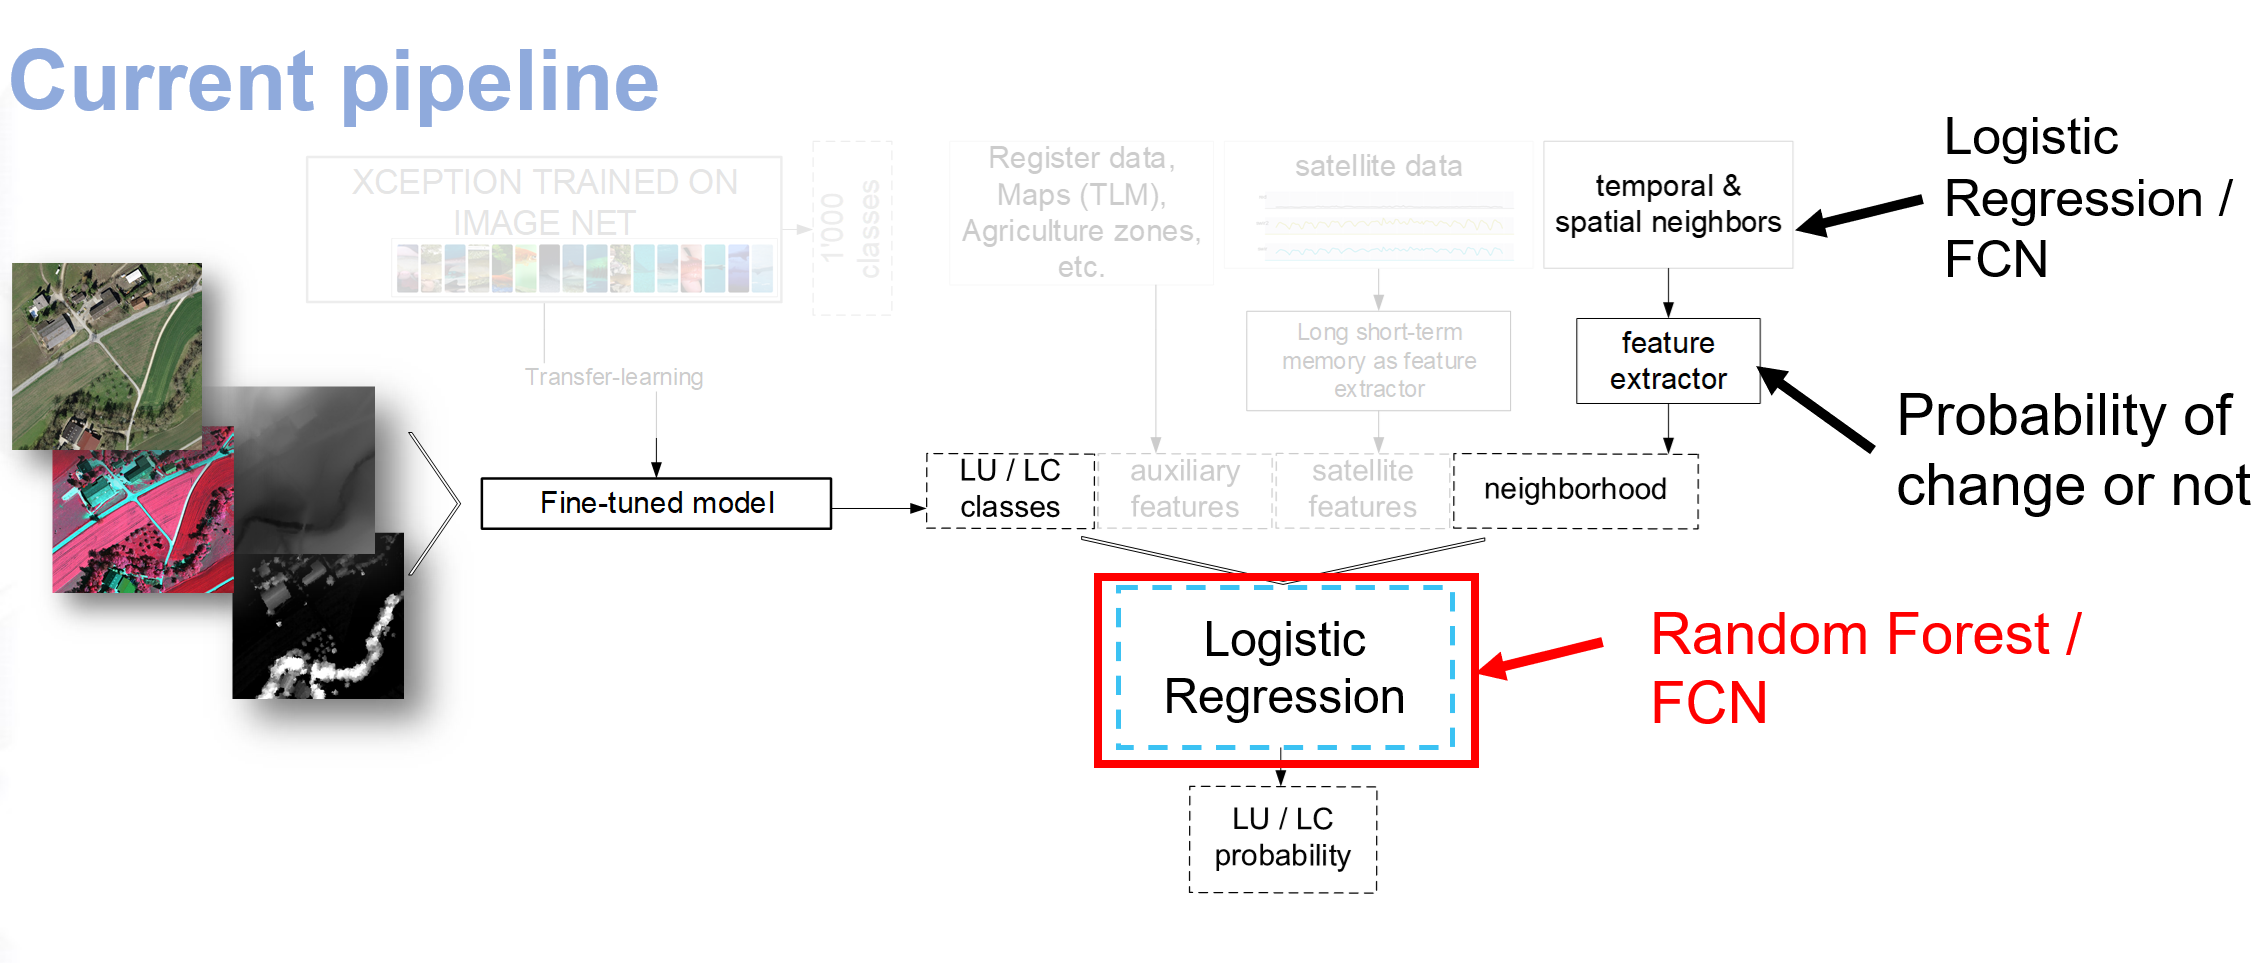 Current pipeline
XCEPTION TRAINED ON
IMAGE NET
1'000
classes
Transfer-learning
Register data,
Maps (TLM),
Agriculture zones,
etc.
satellite data
Long short-term
memory as feature
extractor
temporal &
spatial neighbors
feature
extractor
Logistic
Regression /
FCN
Probability of
change or not
Fine-tuned model
LU / LC
classes
auxiliary
features
satellite
features
neighborhood
Logistic
Regression
Random Forest /
FCN
LU / LC
probability